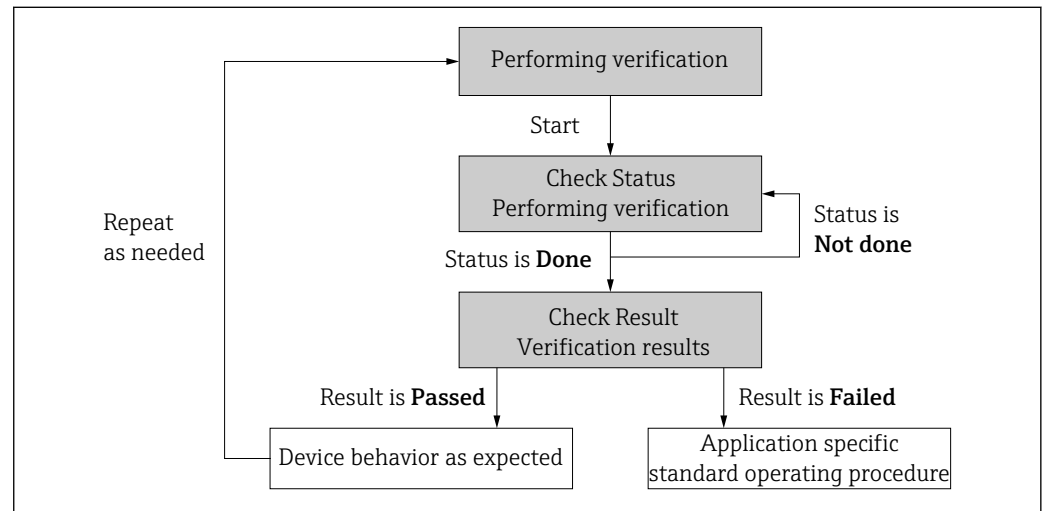 Performing verification
Start
Check Status
Performing verification
Repeat
as needed
Status is
Not done
Status is Done
Check Result
Verification results
Result is Passed
Result is Failed
Device behavior as expected
Application specific
standard operating procedure